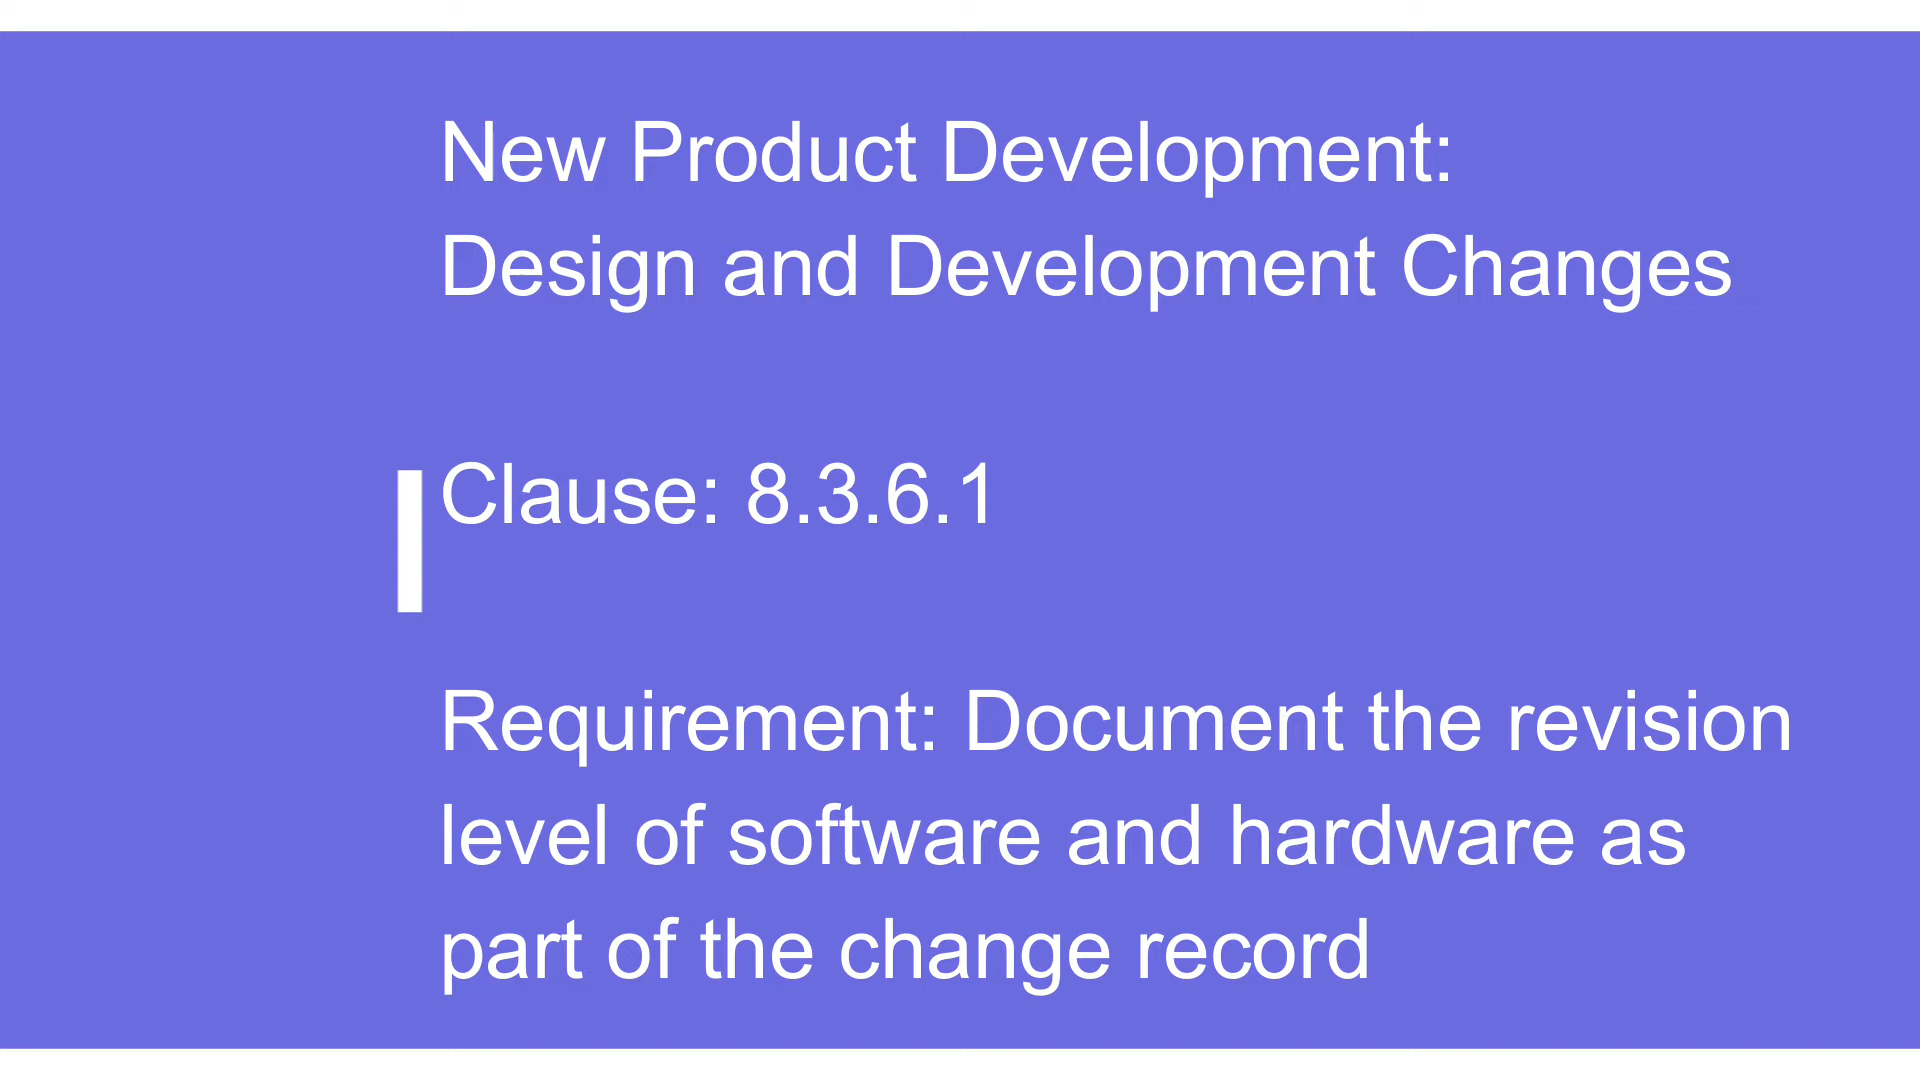 New Product Development:
Design and Development Changes
Clause: 8.3.6.1
Requirement: Document the revision
level of software and hardware as
part of the change record